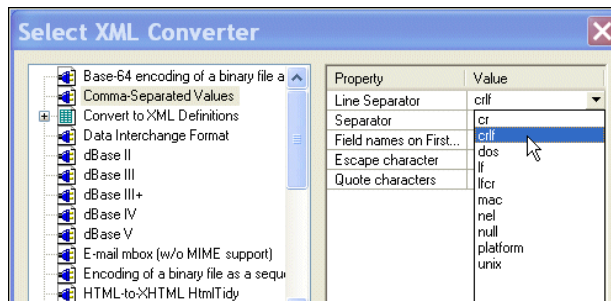 Select XML Converter
Base-64 encoding of a binary file a
Comma-Separated Values
Convert to XML Definitions
Data Interchange Format
dBase II
dBase III
dBase III+
dBase IV
dBase V
E-mail mbox (w/o MIME support)
Encoding of a binary file as a sequ
HTML-to-XHTML HtmlTidy
Property Value
Line Separator crlf
Separator
Field names on First...
Escape character
Quote characters
cr
crlf
dos
lf
lfcr
mac
nel
null
platform
unix